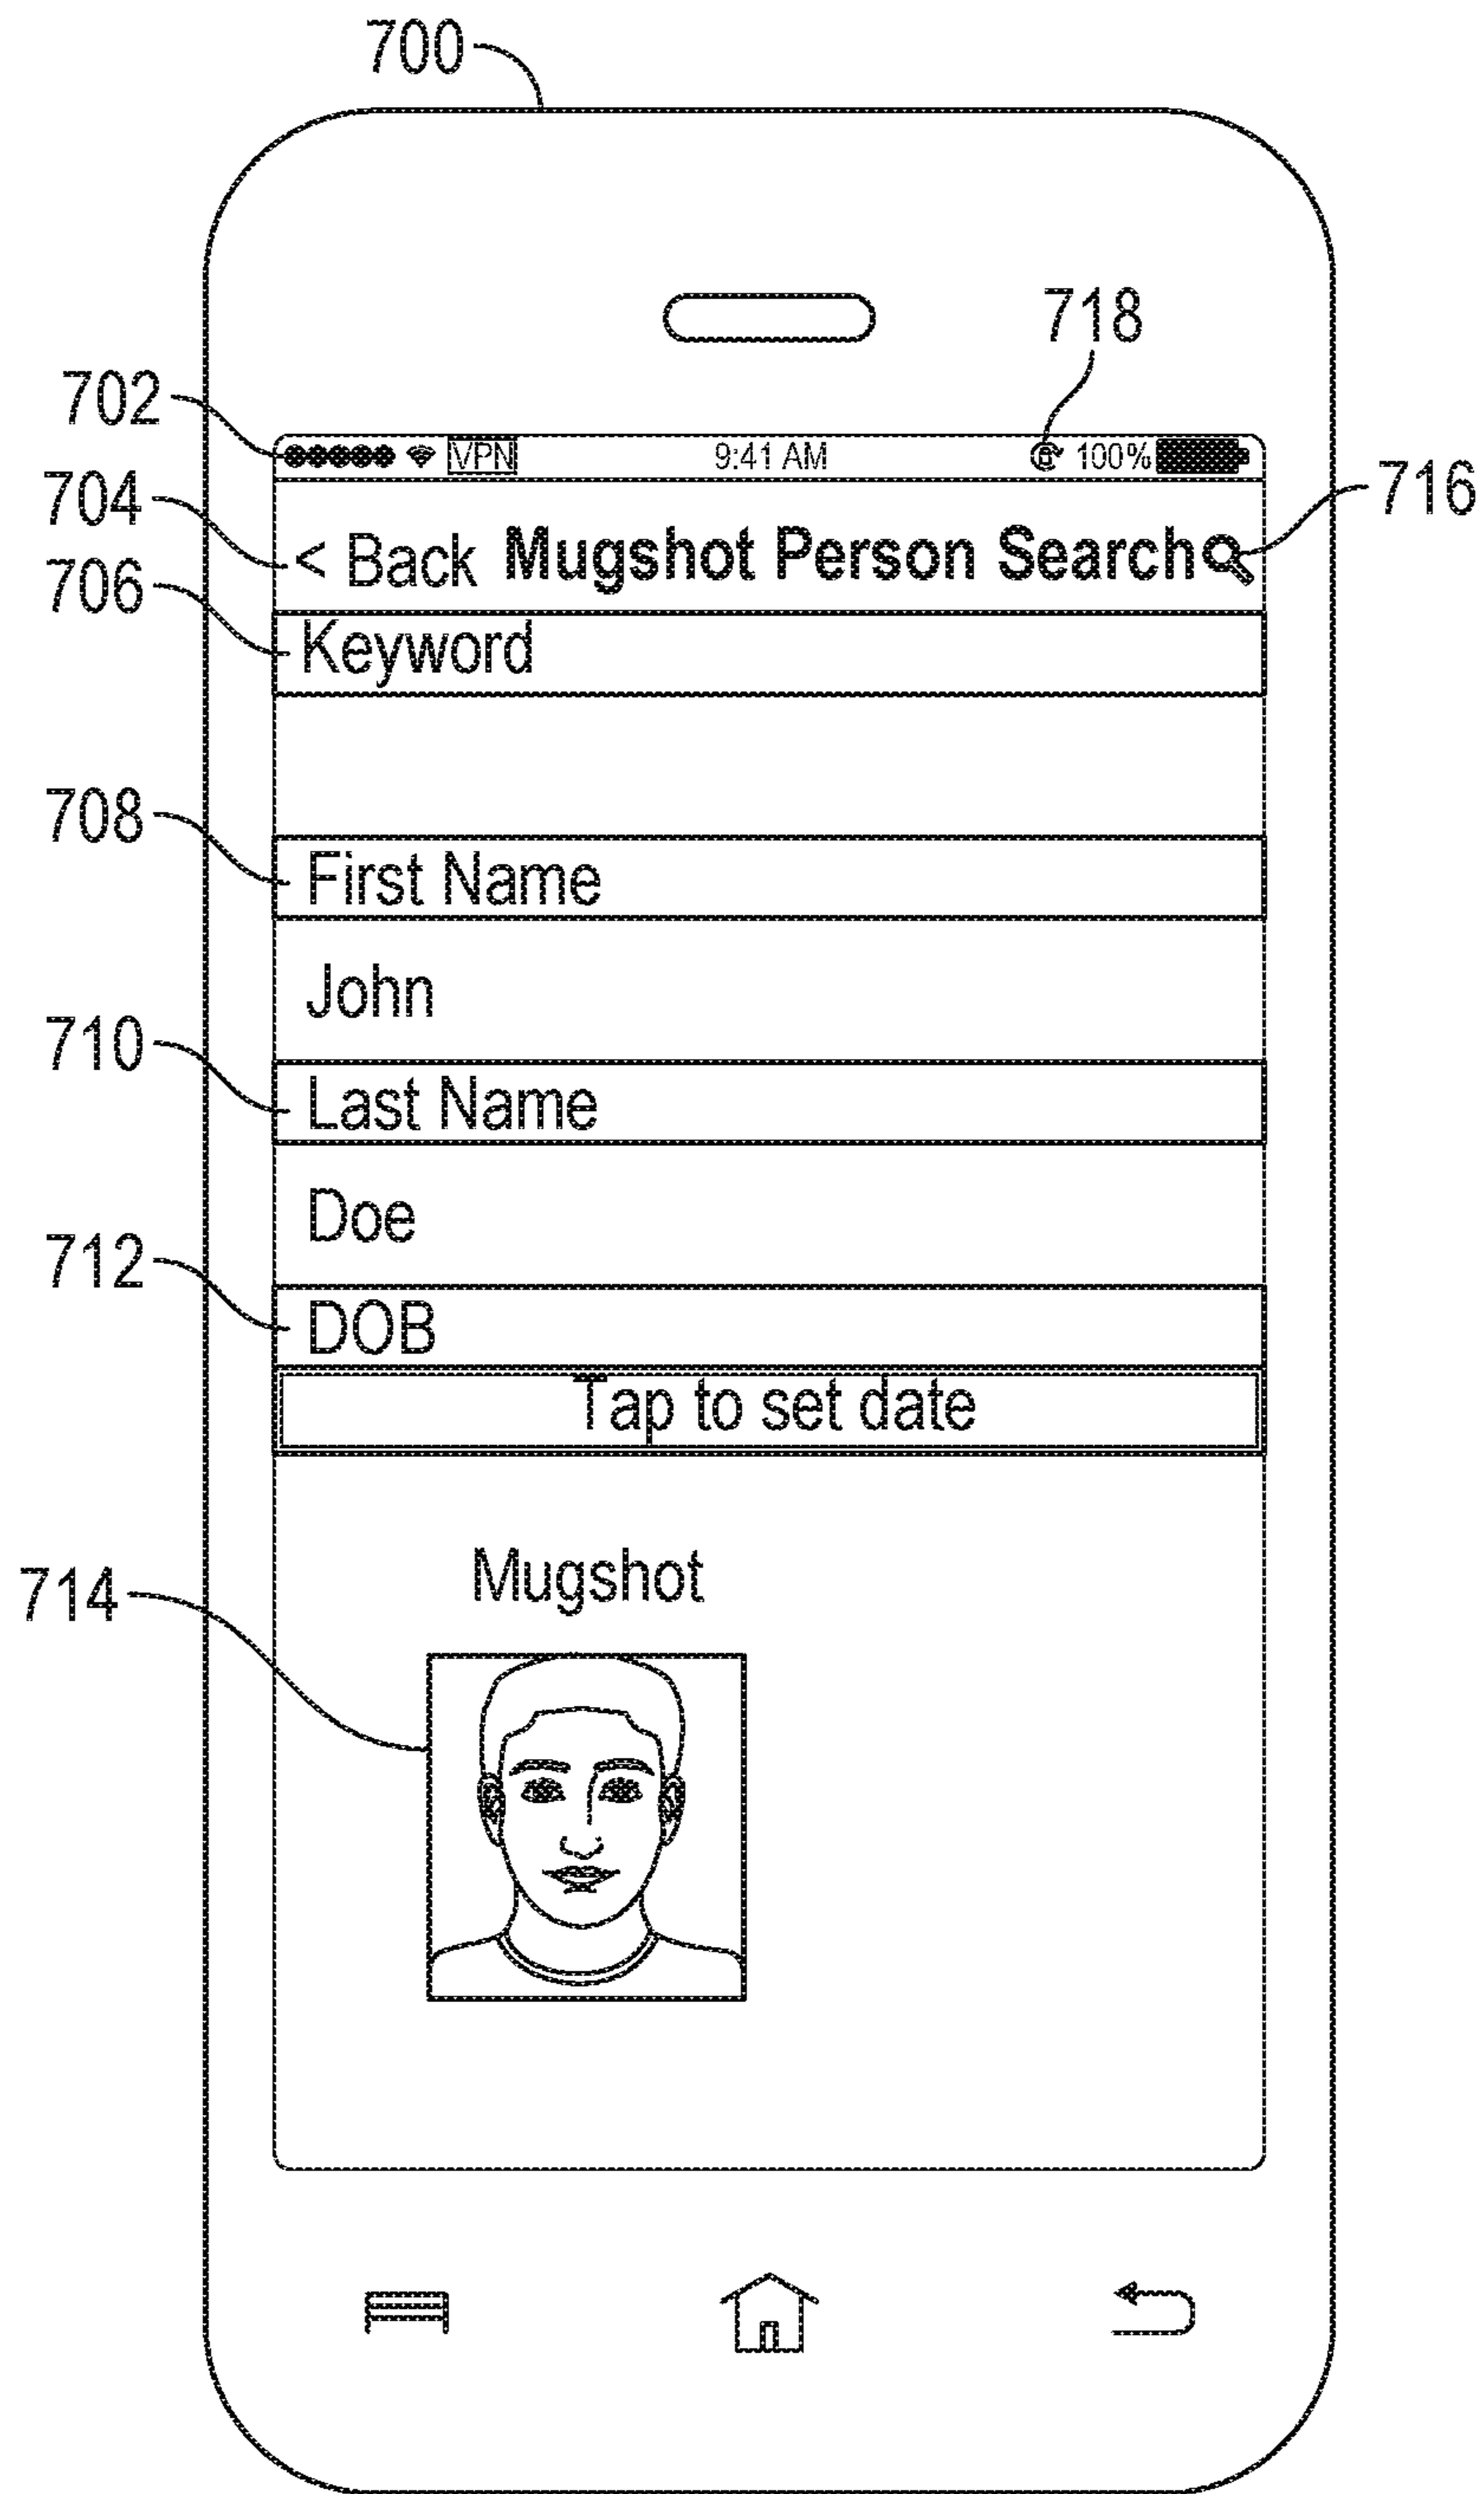 700
718
702
VPN 9:41 AM 100%
704
716
< Back Mugshot Person Search
706
Keyword
708
First Name
John
710
Last Name
Doe
712
DOB
Tap to set date
Mugshot
714